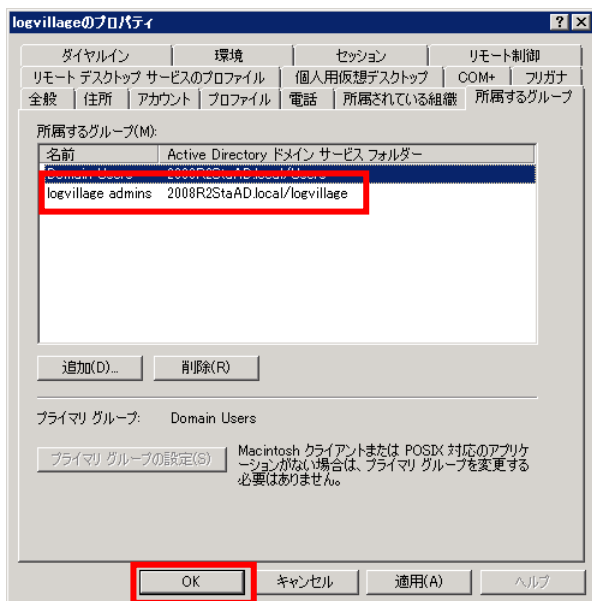 logvillageのプロパティ
ダイヤルイン 環境 セッション リモート制御
リモート デスクトップ サービスのプロファイル 個人用仮想デスクトップ COM+ フリガナ
全般 住所 アカウント プロファイル 電話 所属されている組織 所属するグループ
所属するグループ(M):
名前 Active Directory ドメイン サービス フォルダー
Domain Users 2008R2StaAD.local/Users
logvillage admins 2008R2StaAD.local/logvillage
追加(D)... 削除(R)
プライマリ グループ: Domain Users
プライマリ グループの設定(S)
Macintosh クライアントまたは POSIX 対応のアプリケ
ーションがない場合は、プライマリ グループを変更する
必要はありません。
OK キャンセル 適用(A) ヘルプ